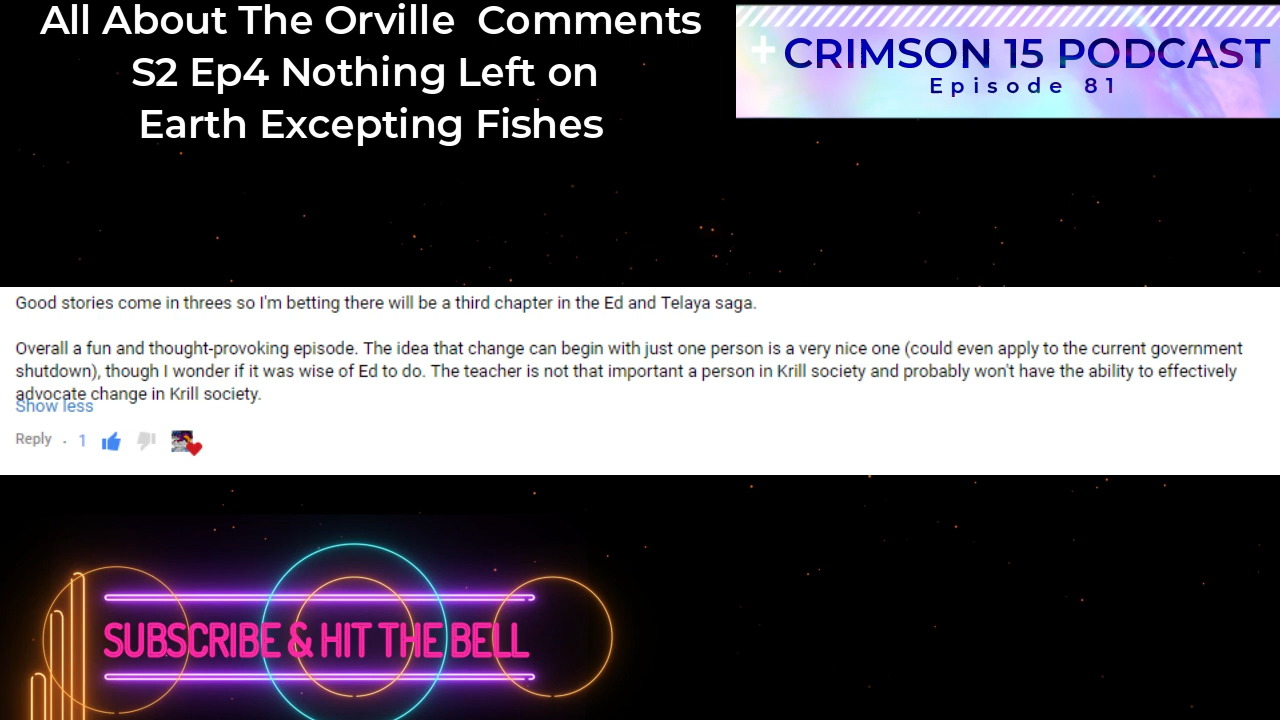 All About The Orville Comments
S2 Ep4 Nothing Left on
Earth Excepting Fishes
+ CRIMSON 15 PODCAST
Episode 81
Good stories come in threes so I'm betting there will be a third chapter in the Ed and Telaya saga.
Overall a fun and thought-provoking episode. The idea that change can begin with just one person is a very nice one (could even apply to the current government
shutdown), though I wonder if it was wise of Ed to do. The teacher is not that important a person in Krill society and probably won't have the ability to effectively
advocate change in Krill society.
Show less
Reply · 1
SUBSCRIBE & HIT THE BELL